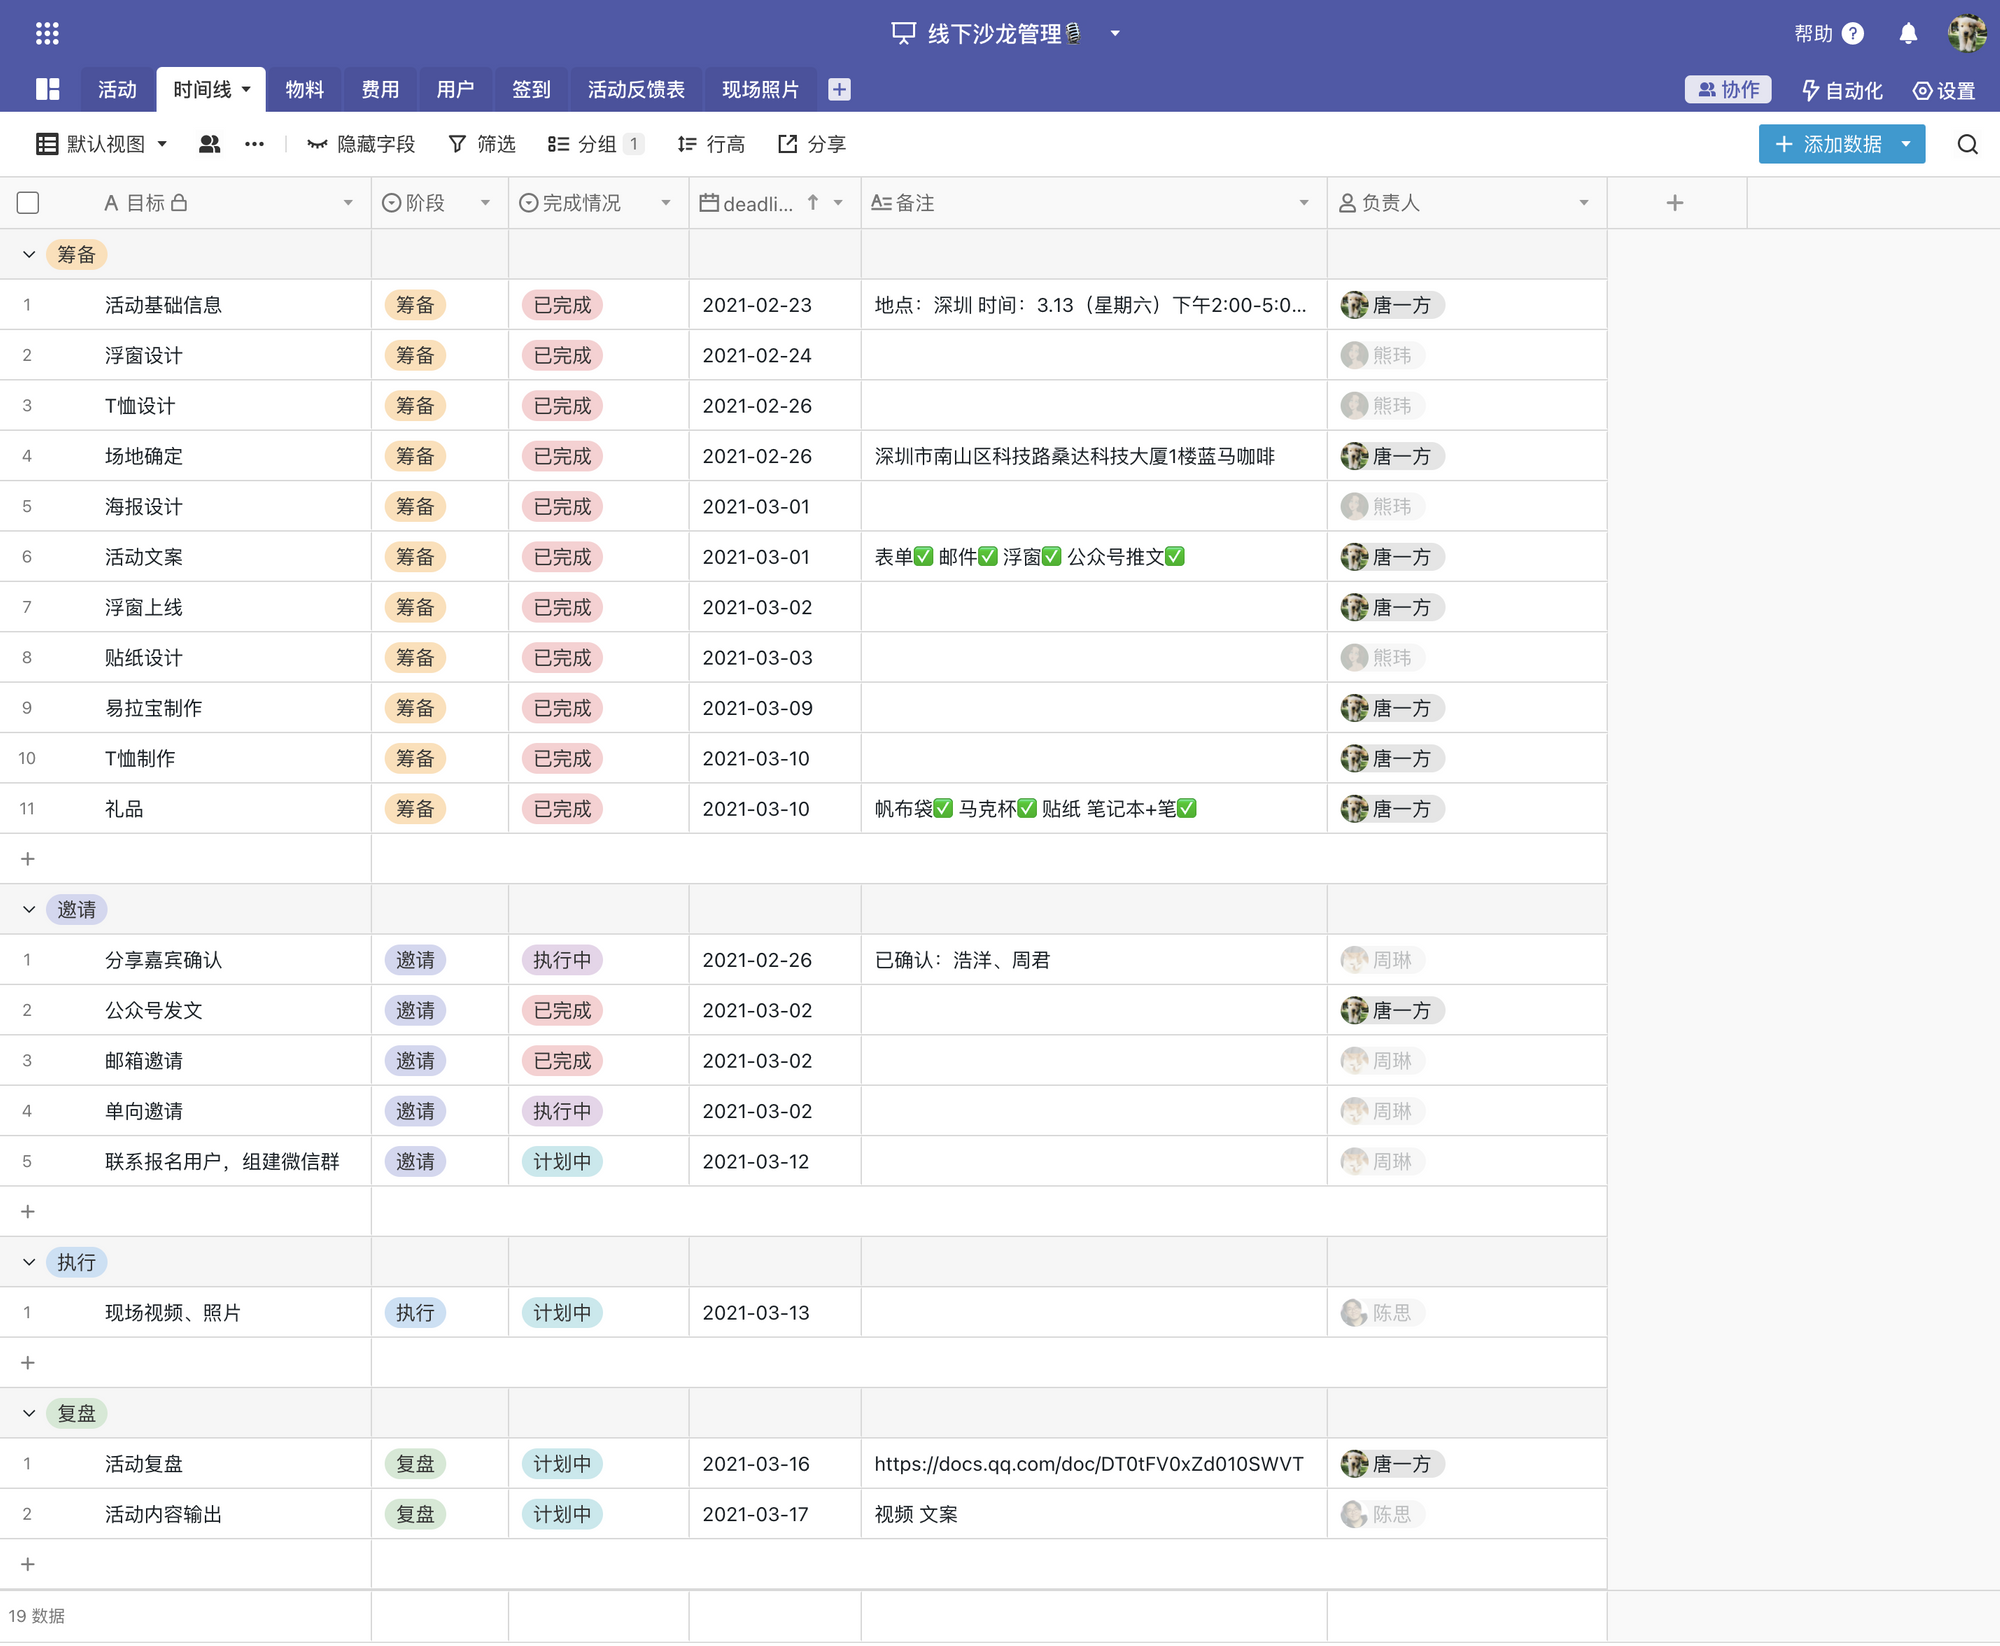 线下沙龙管理🎙
帮助
活动 时间线 物料 费用 用户 签到 活动反馈表 现场照片
协作 自动化 设置
默认视图 ••• 隐藏字段 筛选 分组 1 行高 分享
+ 添加数据
A 目标 阶段 完成情况 deadli... ↑ 备注 负责人 +
筹备
1 活动基础信息 筹备 已完成 2021-02-23 地点：深圳 时间：3.13（星期六）下午2:00-5:0... 唐一方
2 浮窗设计 筹备 已完成 2021-02-24 熊玮
3 T恤设计 筹备 已完成 2021-02-26 熊玮
4 场地确定 筹备 已完成 2021-02-26 深圳市南山区科技路桑达科技大厦1楼蓝马咖啡 唐一方
5 海报设计 筹备 已完成 2021-03-01 熊玮
6 活动文案 筹备 已完成 2021-03-01 表单✅ 邮件✅ 浮窗✅ 公众号推文✅ 唐一方
7 浮窗上线 筹备 已完成 2021-03-02 唐一方
8 贴纸设计 筹备 已完成 2021-03-03 熊玮
9 易拉宝制作 筹备 已完成 2021-03-09 唐一方
10 T恤制作 筹备 已完成 2021-03-10 唐一方
11 礼品 筹备 已完成 2021-03-10 帆布袋✅ 马克杯✅ 贴纸 笔记本+笔✅ 唐一方
+
邀请
1 分享嘉宾确认 邀请 执行中 2021-02-26 已确认：浩洋、周君 周琳
2 公众号发文 邀请 已完成 2021-03-02 唐一方
3 邮箱邀请 邀请 已完成 2021-03-02 周琳
4 单向邀请 邀请 执行中 2021-03-02 周琳
5 联系报名用户，组建微信群 邀请 计划中 2021-03-12 周琳
+
执行
1 现场视频、照片 执行 计划中 2021-03-13 陈思
+
复盘
1 活动复盘 复盘 计划中 2021-03-16 https://docs.qq.com/doc/DT0tFV0xZd010SWVT 唐一方
2 活动内容输出 复盘 计划中 2021-03-17 视频 文案 陈思
+
19 数据